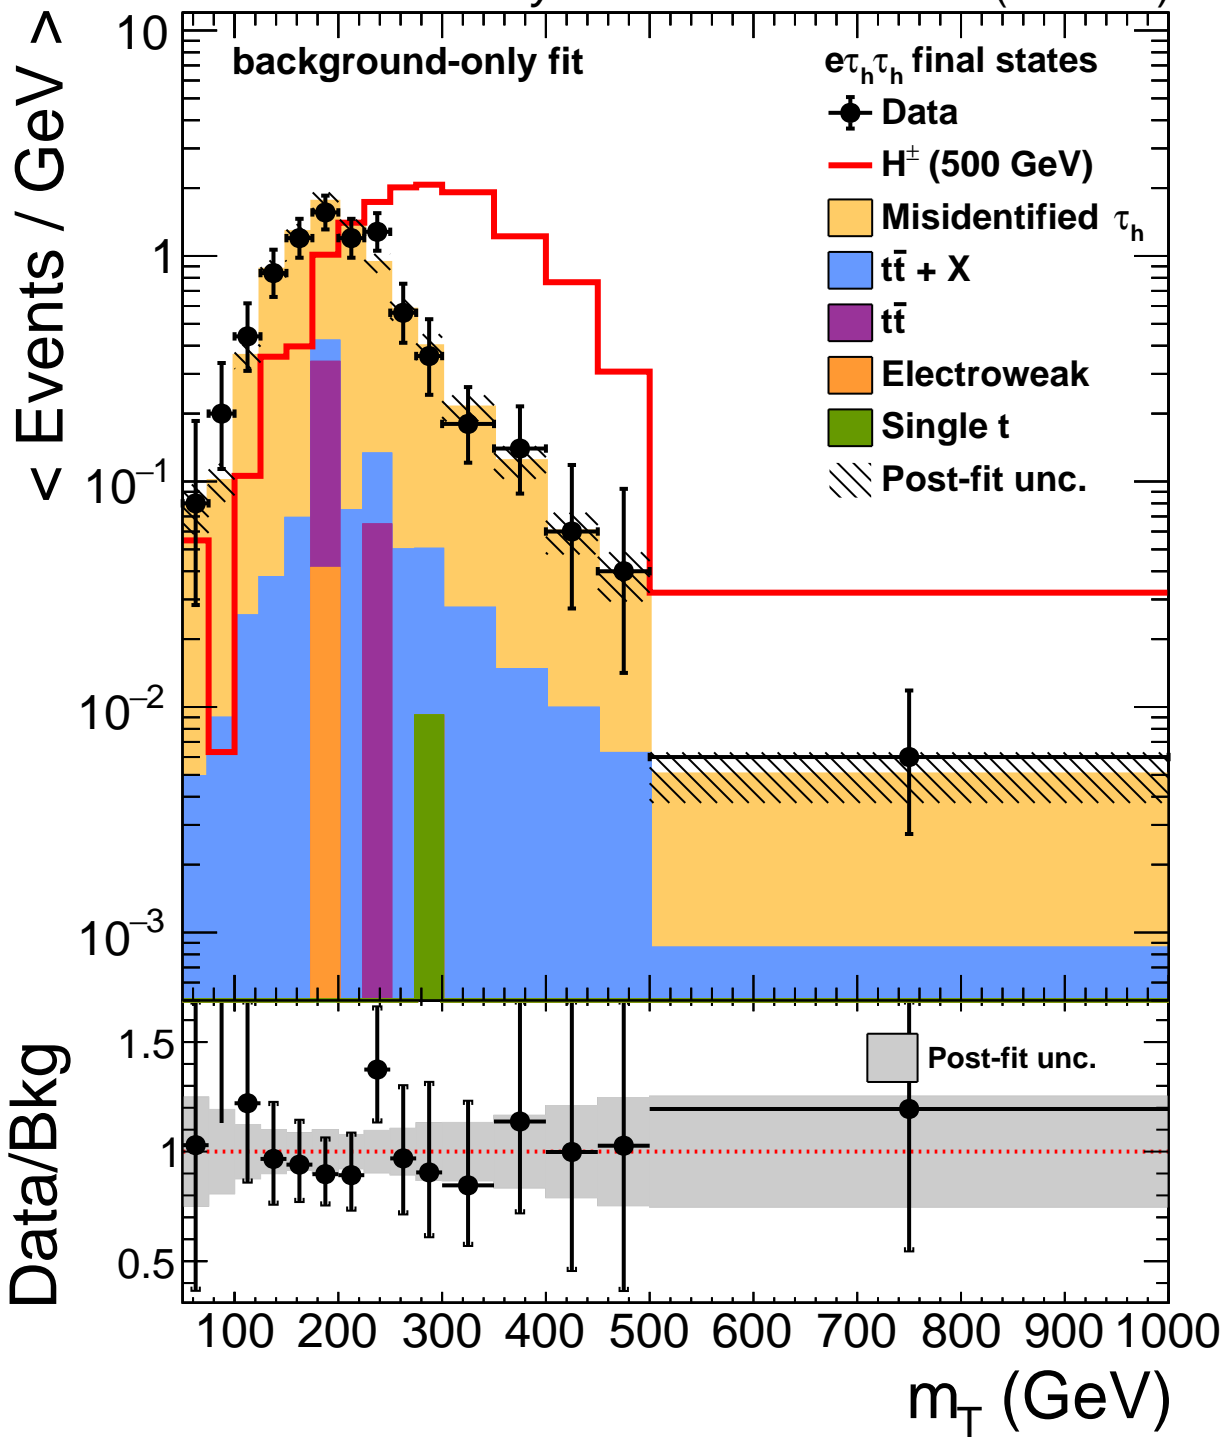 background-only fit
eτhτh final states
Data
H± (500 GeV)
Misidentified τh
tt̄ + X
tt̄
Electroweak
Single t
Post-fit unc.
< Events / GeV >
10
1
10−1
10−2
10−3
Post-fit unc.
Data/Bkg
1.5
1
0.5
100 200 300 400 500 600 700 800 900 1000
mT (GeV)